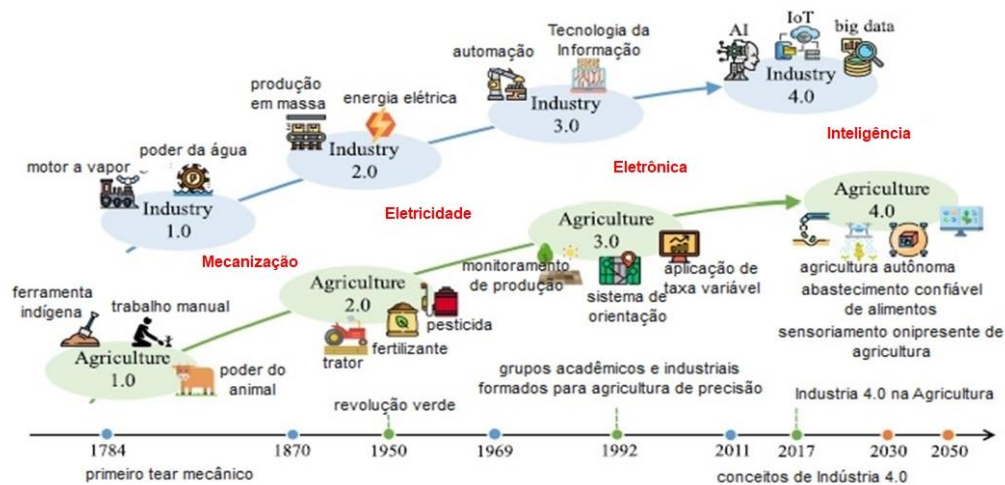 AI
IoT
big data
Industry
4.0
Tecnologia da
Informação
automação
Industry
3.0
produção
em massa
energia elétrica
Industry
2.0
motor a vapor
poder da água
Industry
1.0
Mecanização
Eletricidade
Eletrônica
Inteligência
Agriculture
4.0
agricultura autônoma
abastecimento confiável
de alimentos
sensoriamento onipresente de
agricultura
Agriculture
3.0
monitoramento
de produção
sistema de
orientação
aplicação de
taxa variável
Agriculture
2.0
trator
fertilizante
pesticida
ferramenta
indígena
trabalho manual
Agriculture
1.0
poder do
animal
revolução verde
grupos acadêmicos e industriais
formados para agricultura de precisão
Industria 4.0 na Agricultura
1784
1870
1950
1969
1992
2011
2017
2030
2050
primeiro tear mecânico
conceitos de Indústria 4.0